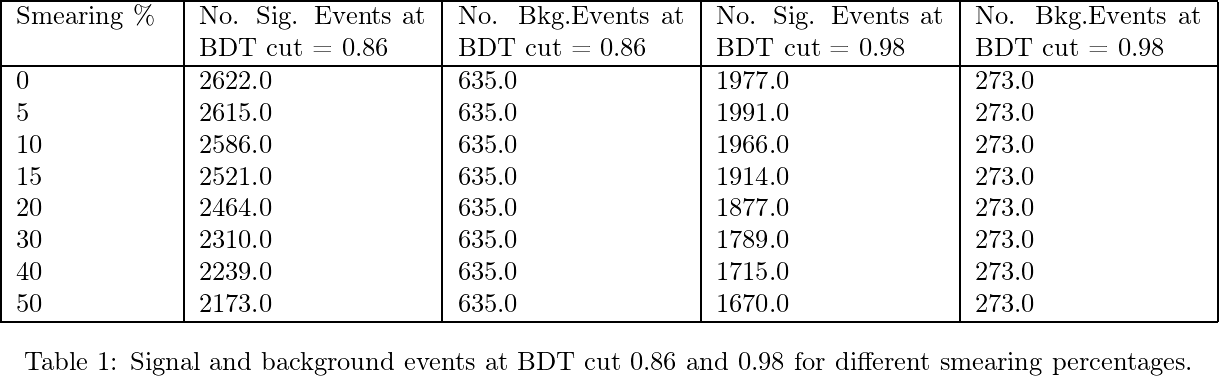 Smearing % No. Sig. Events at No. Bkg.Events at No. Sig. Events at No. Bkg.Events at
BDT cut = 0.86 BDT cut = 0.86 BDT cut = 0.98 BDT cut = 0.98
0 2622.0 635.0 1977.0 273.0
5 2615.0 635.0 1991.0 273.0
10 2586.0 635.0 1966.0 273.0
15 2521.0 635.0 1914.0 273.0
20 2464.0 635.0 1877.0 273.0
30 2310.0 635.0 1789.0 273.0
40 2239.0 635.0 1715.0 273.0
50 2173.0 635.0 1670.0 273.0
Table 1: Signal and background events at BDT cut 0.86 and 0.98 for different smearing percentages.